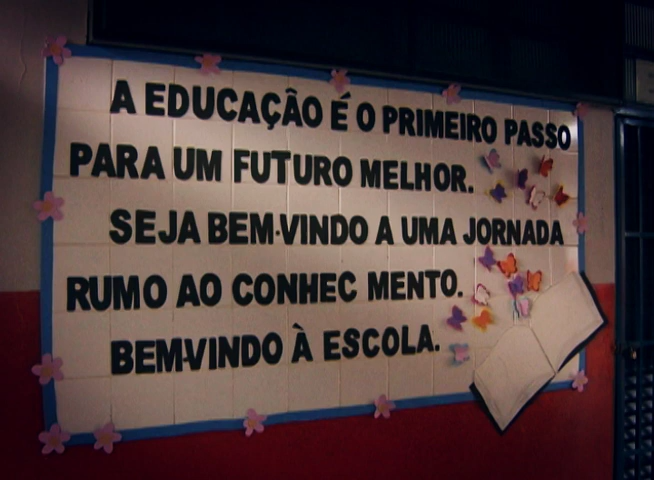 A EDUCAÇÃO É O PRIMEIRO PASSO
PARA UM FUTURO MELHOR.
SEJA BEM-VINDO A UMA JORNADA
RUMO AO CONHEC MENTO.
BEM-VINDO À ESCOLA.